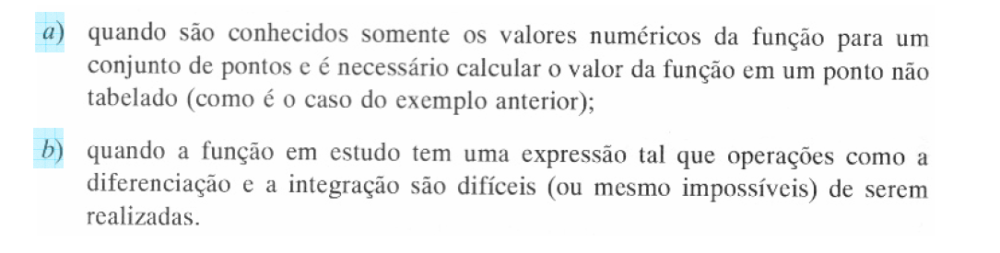 a) quando são conhecidos somente os valores numéricos da função para um
conjunto de pontos e é necessário calcular o valor da função em um ponto não
tabelado (como é o caso do exemplo anterior);
b) quando a função em estudo tem uma expressão tal que operações como a
diferenciação e a integração são difíceis (ou mesmo impossíveis) de serem
realizadas.